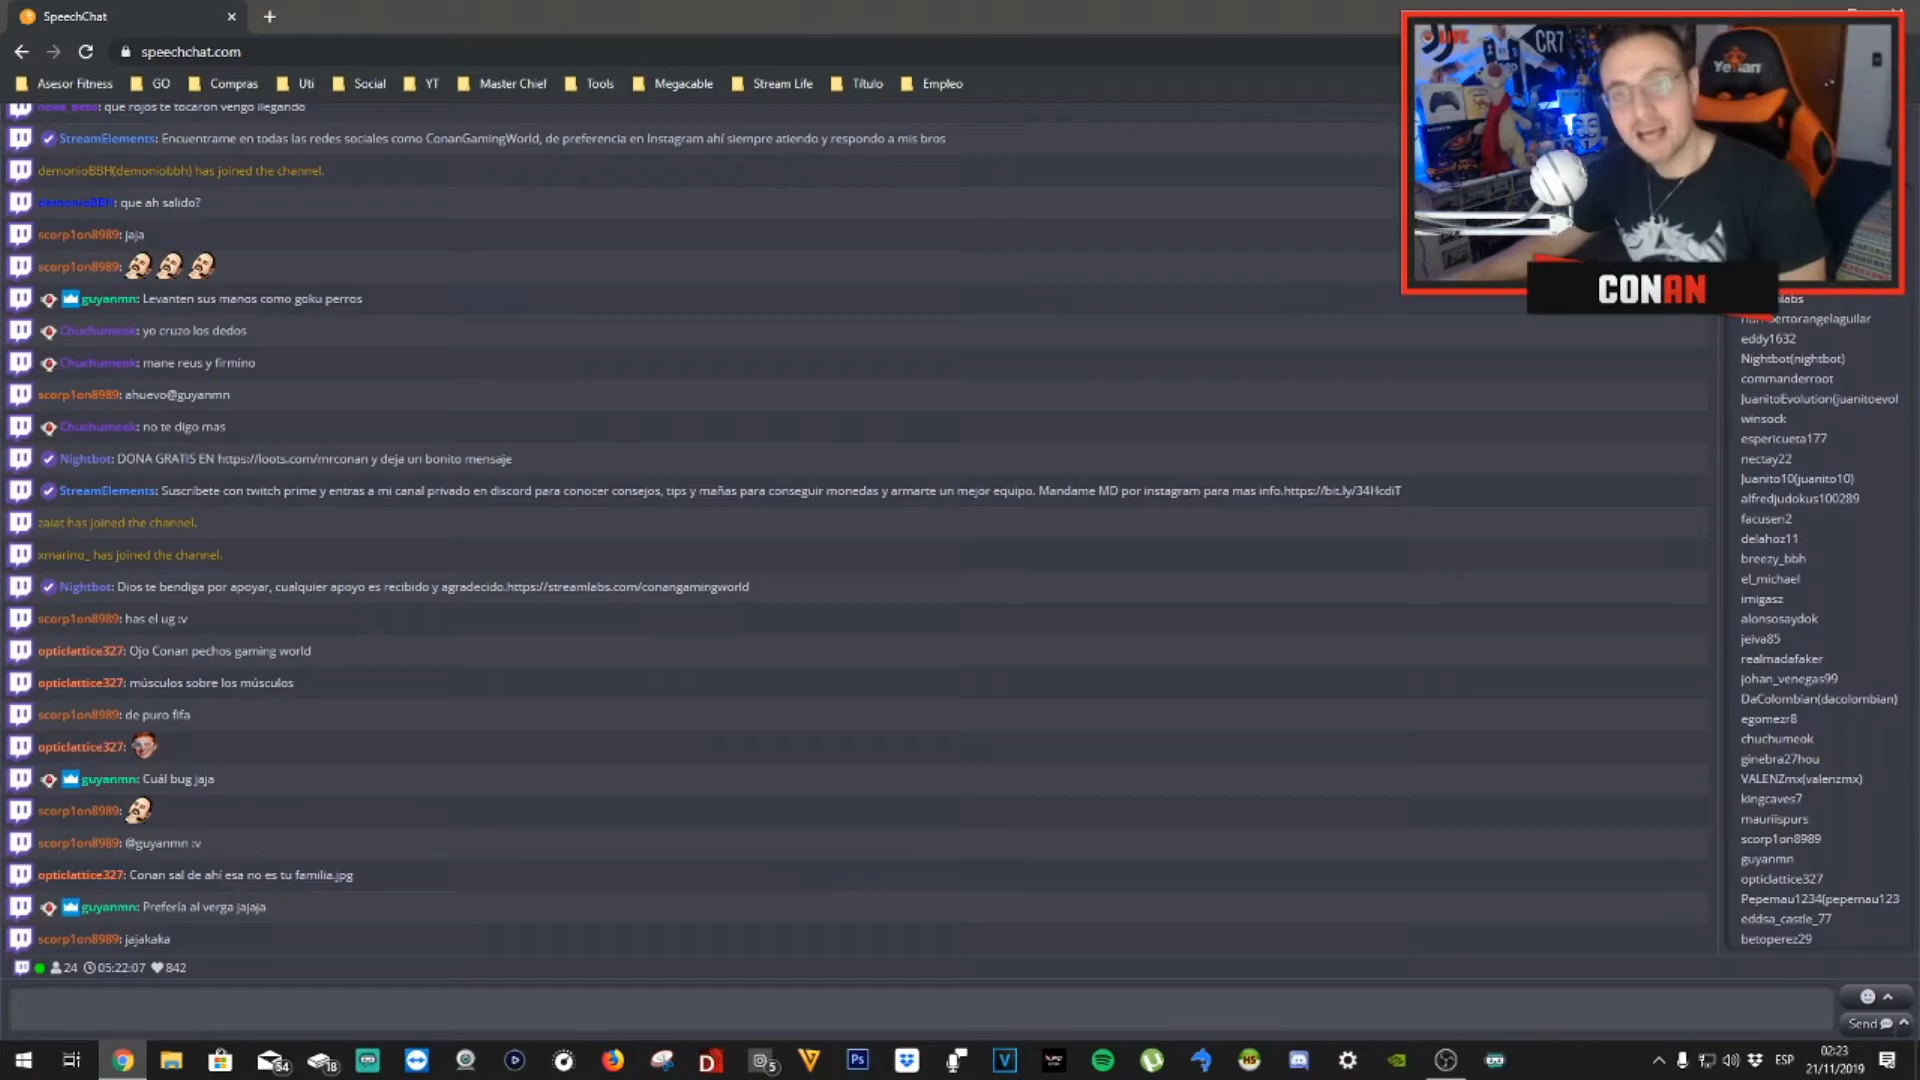 SpeechChat
speechchat.com
Asesor Fitness GO Compras Uti Social YT Master Chief Tools Megacable Stream Life Título Empleo
que rojos te tocaron vengo llegando
StreamElements: Encuentrame en todas las redes sociales como ConanGamingWorld, de preferencia en Instagram ahí siempre atiendo y respondo a mis bros
demonioBBH(demoniobbh) has joined the channel.
demonioBBH: que ah salido?
scorp1on8989: jaja
scorp1on8989:
guyanmn: Levanten sus manos como goku perros
Chuchumeok: yo cruzo los dedos
Chuchumeok: mane reus y firmino
scorp1on8989: ahuevo@guyanmn
Chuchumeok: no te digo mas
Nightbot: DONA GRATIS EN https://loots.com/mrconan y deja un bonito mensaje
StreamElements: Suscribete con twitch prime y entras a mi canal privado en discord para conocer consejos, tips y mañas para conseguir monedas y armarte un mejor equipo. Mandame MD por instagram para mas info.https://bit.ly/34HcdiT
zaiat has joined the channel.
xmarino_ has joined the channel.
Nightbot: Dios te bendiga por apoyar, cualquier apoyo es recibido y agradecido.https://streamlabs.com/conangamingworld
scorp1on8989: has el ug :v
opticlattice327: Ojo Conan pechos gaming world
opticlattice327: músculos sobre los músculos
scorp1on8989: de puro fifa
opticlattice327:
guyanmn: Cuál bug jaja
scorp1on8989:
scorp1on8989: @guyanmn :v
opticlattice327: Conan sal de ahí esa no es tu familia.jpg
guyanmn: Prefería al verga jajaja
scorp1on8989: jajakaka
24 05:22:07 842
LIVE
CR7
Yeyian
CONAN
eddy1632
Nightbot(nightbot)
commanderroot
JuanitoEvolution(juanitoevol
winsock
espericueta177
nectay22
Juanito10(juanito10)
alfredjudokus100289
facusen2
delahoz11
breezy_bbh
el_michael
imigasz
alonsosaydok
jeiva85
realmadafaker
johan_venegas99
DaColombian(dacolombian)
egomezr8
chuchumeok
ginebra27hou
VALENZmx(valenzmx)
kingcaves7
mauriispurs
scorp1on8989
guyanmn
opticlattice327
Pepemau1234(pepemau123
eddsa_castle_77
betoperez29
Send
54
18
5
Ps
ESP
02:23
21/11/2019